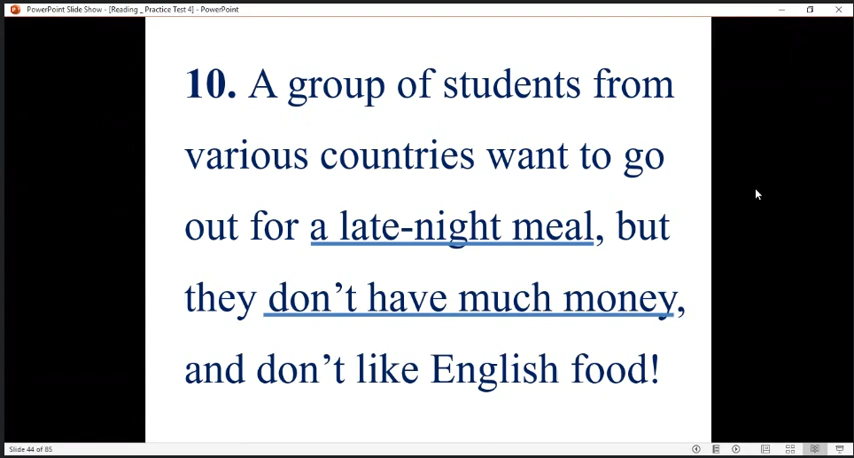 PowerPoint Slide Show - [Reading _ Practice Test 4] - PowerPoint
10. A group of students from
various countries want to go
out for a late-night meal, but
they don’t have much money,
and don’t like English food!
Slide 44 of 85